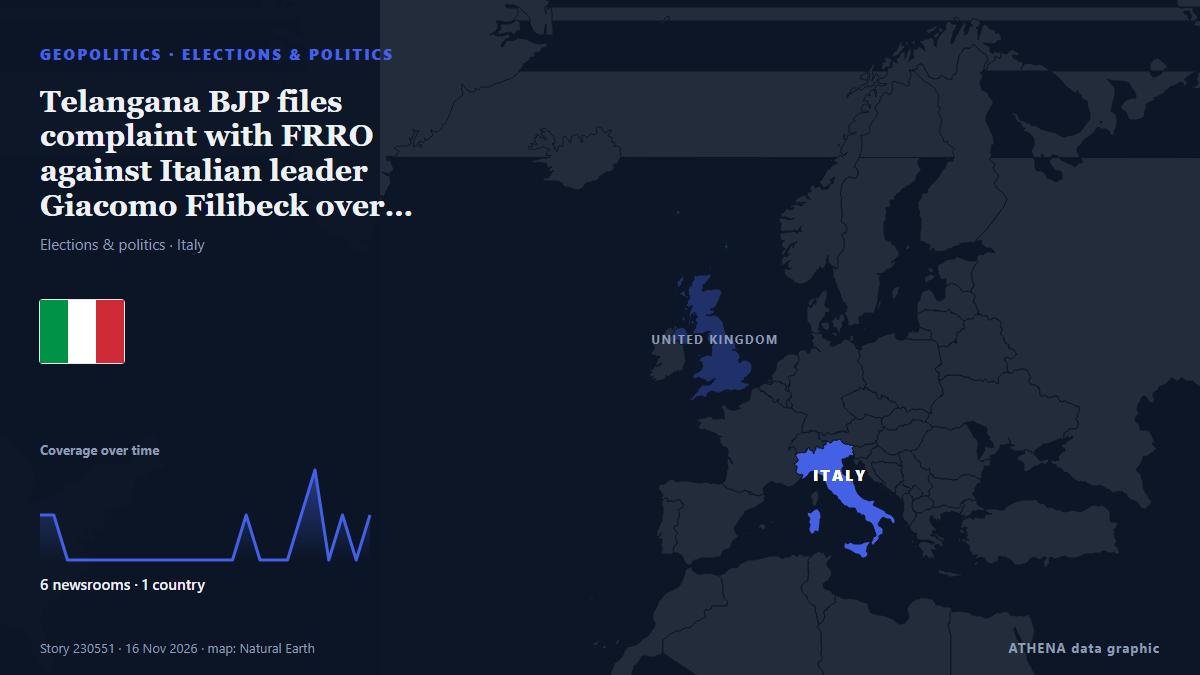 GEOPOLITICS · ELECTIONS & POLITICS
Telangana BJP files
complaint with FRRO
against Italian leader
Giacomo Filibeck over...
Elections & politics · Italy
UNITED KINGDOM
ITALY
Coverage over time
6 newsrooms · 1 country
Story 230551 · 16 Nov 2026 · map: Natural Earth
ATHENA data graphic